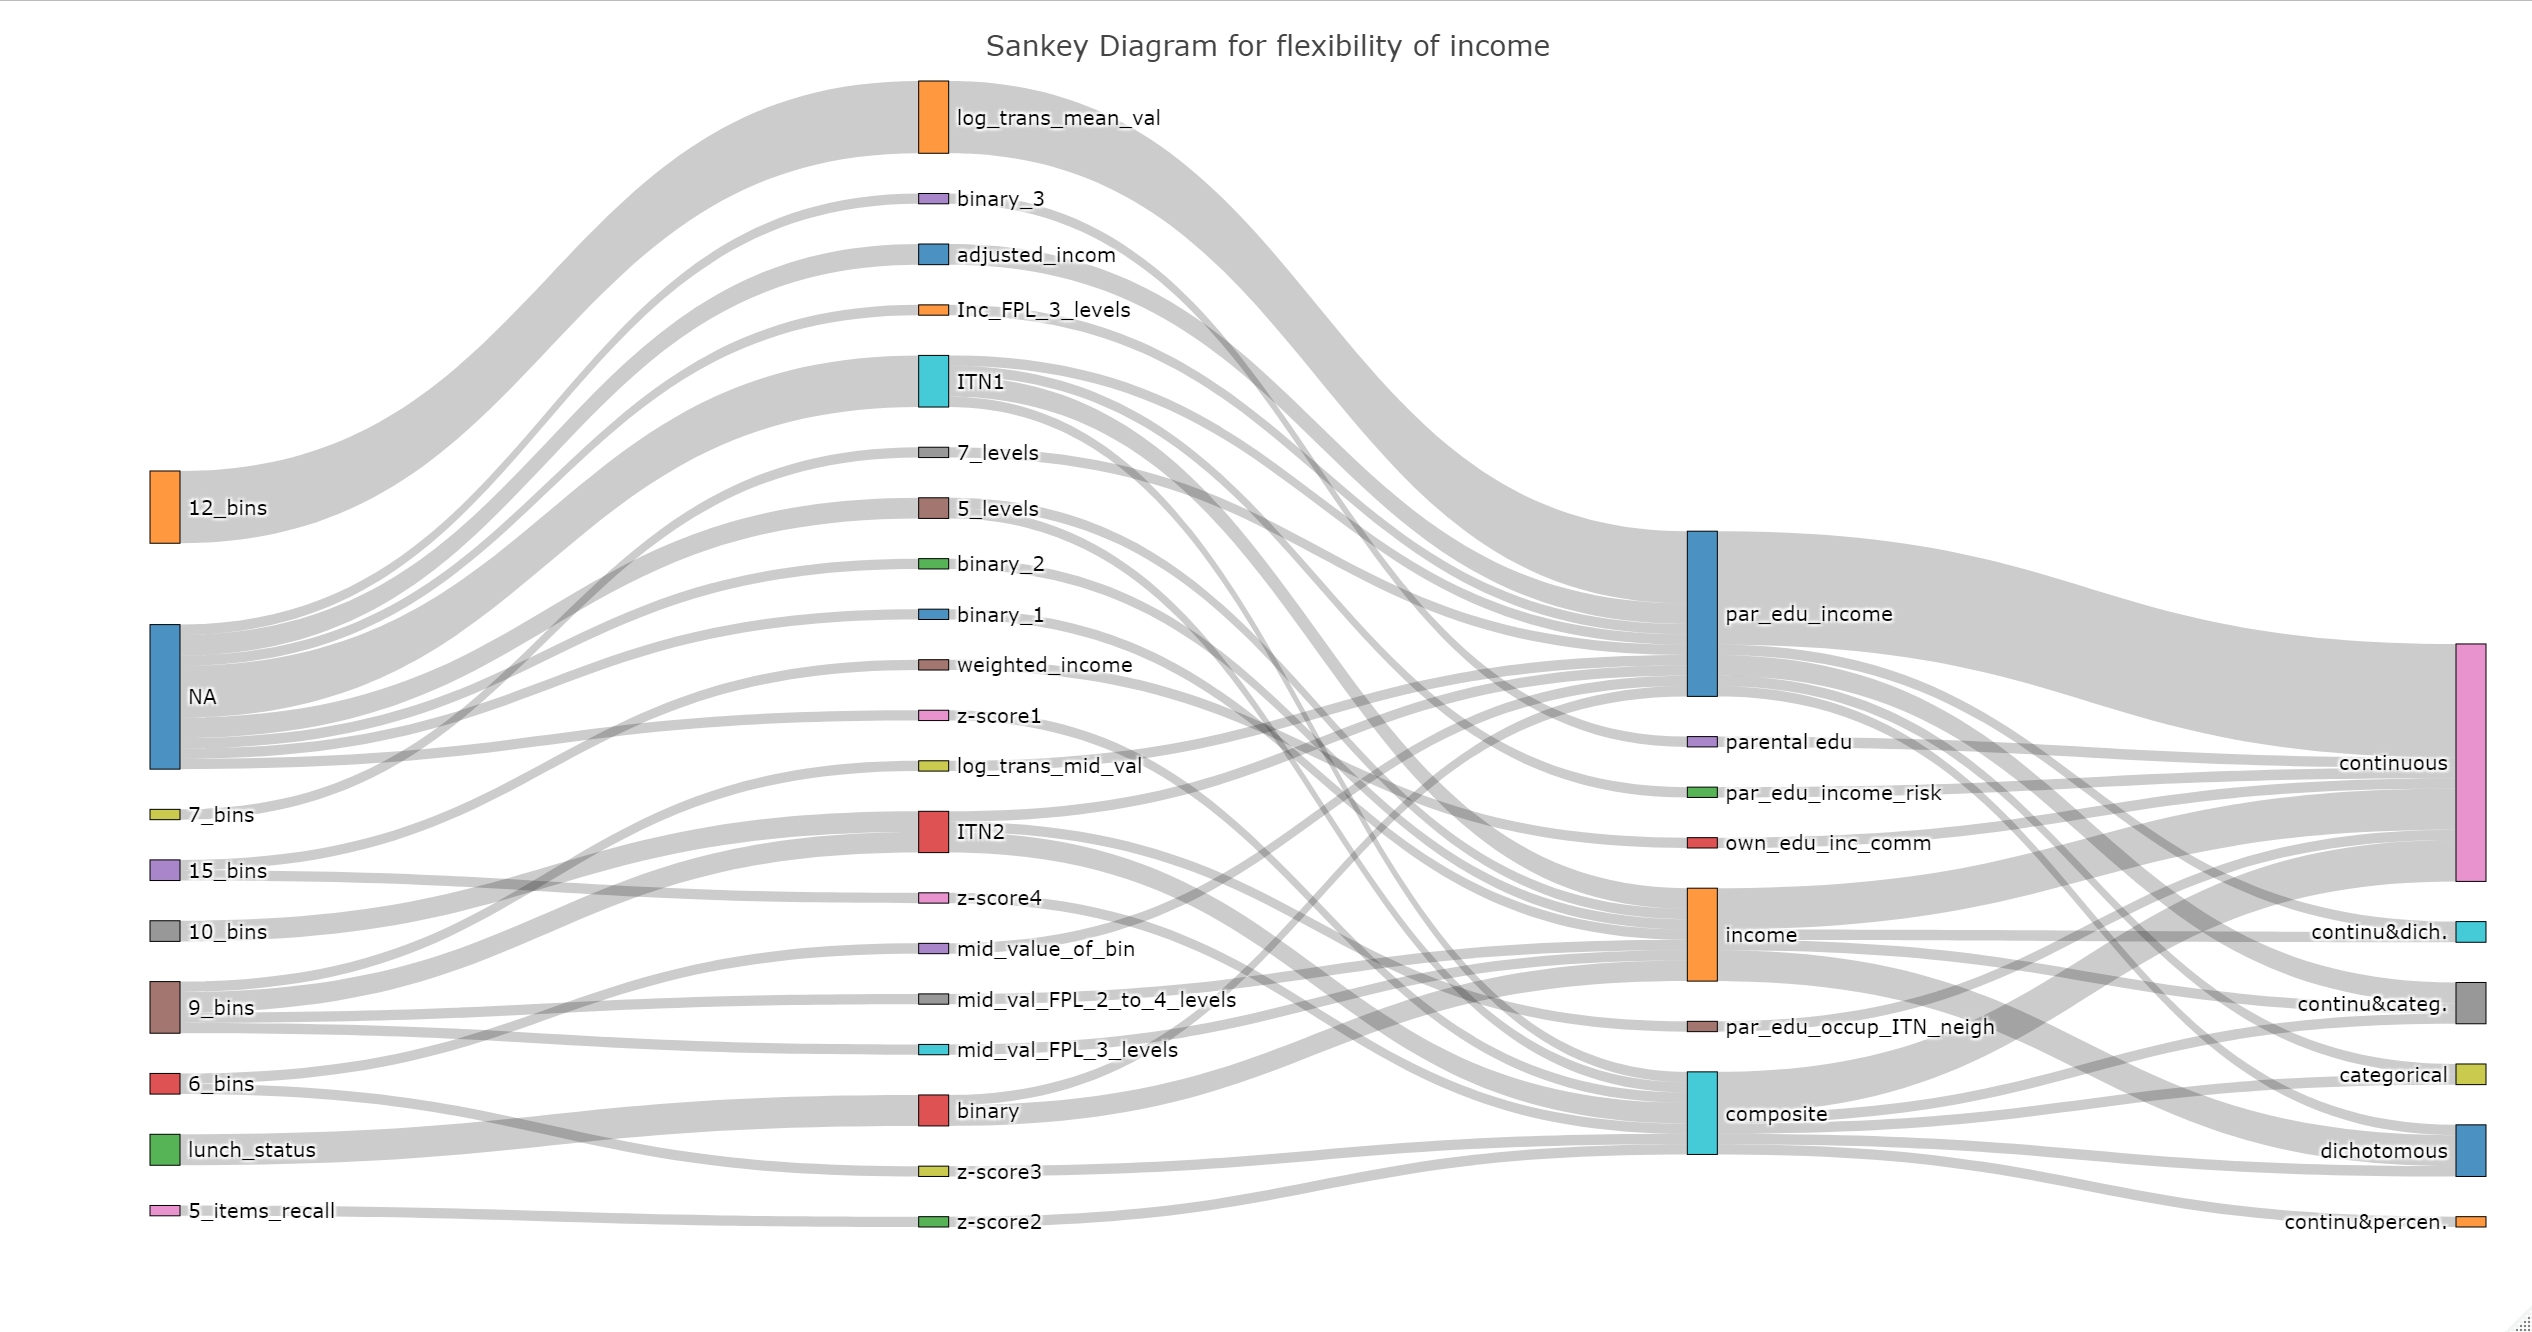 Sankey Diagram for flexibility of income
12_bins
NA
7_bins
15_bins
10_bins
9_bins
6_bins
lunch_status
5_items_recall
log_trans_mean_val
binary_3
adjusted_incom
Inc_FPL_3_levels
ITN1
7_levels
5_levels
binary_2
binary_1
weighted_income
z-score1
log_trans_mid_val
ITN2
z-score4
mid_value_of_bin
mid_val_FPL_2_to_4_levels
mid_val_FPL_3_levels
binary
z-score3
z-score2
par_edu_income
parental edu
par_edu_income_risk
own_edu_inc_comm
income
par_edu_occup_ITN_neigh
composite
continuous
continu&dich.
continu&categ.
categorical
dichotomous
continu&percen.